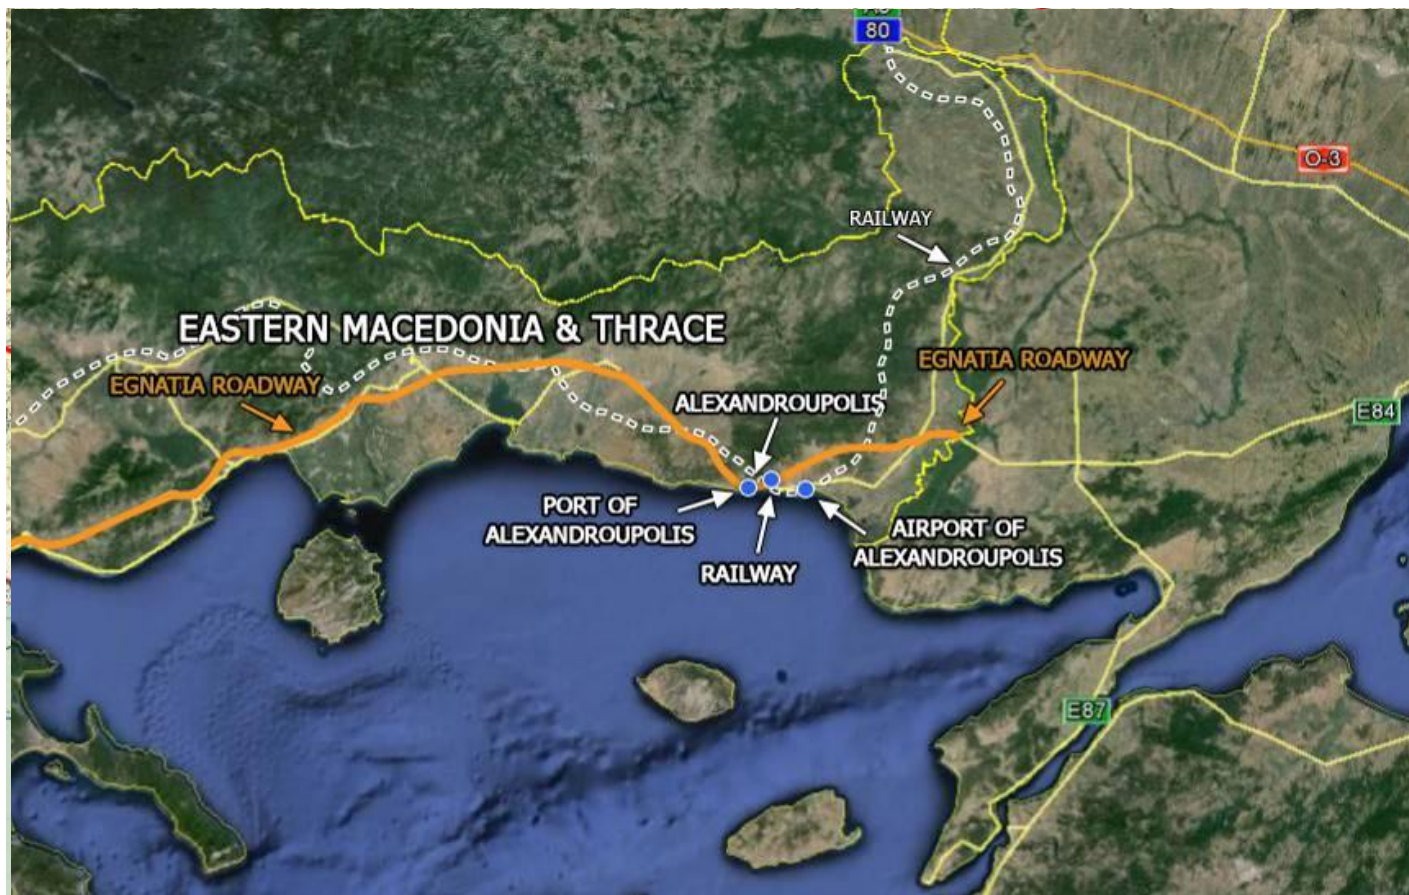 80
O-3
RAILWAY
EASTERN MACEDONIA & THRACE
EGNATIA ROADWAY
EGNATIA ROADWAY
ALEXANDROUPOLIS
E84
PORT OF
ALEXANDROUPOLIS
RAILWAY
AIRPORT OF
ALEXANDROUPOLIS
E87